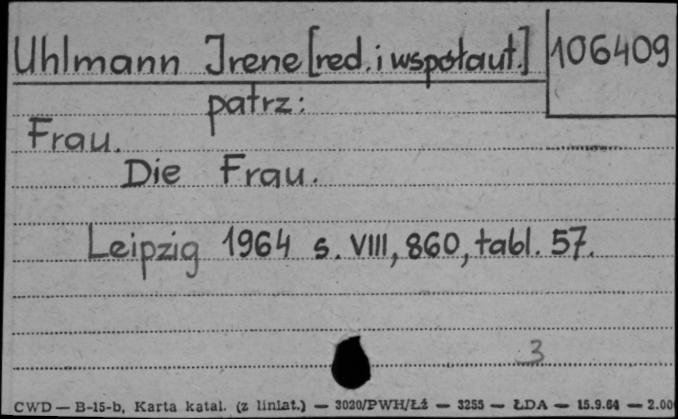 Uhlmann Irene [red. i współaut.] 106409
patrz:
Frau.
Die Frau.
Leipzig 1964 s. VIII, 860, tabl. 57.
3
CWD — B-15-b, Karta katal. (z liniat.) — 3020/PWH/Łż — 3255 — ŁDA — 15.9.64 — 2.00